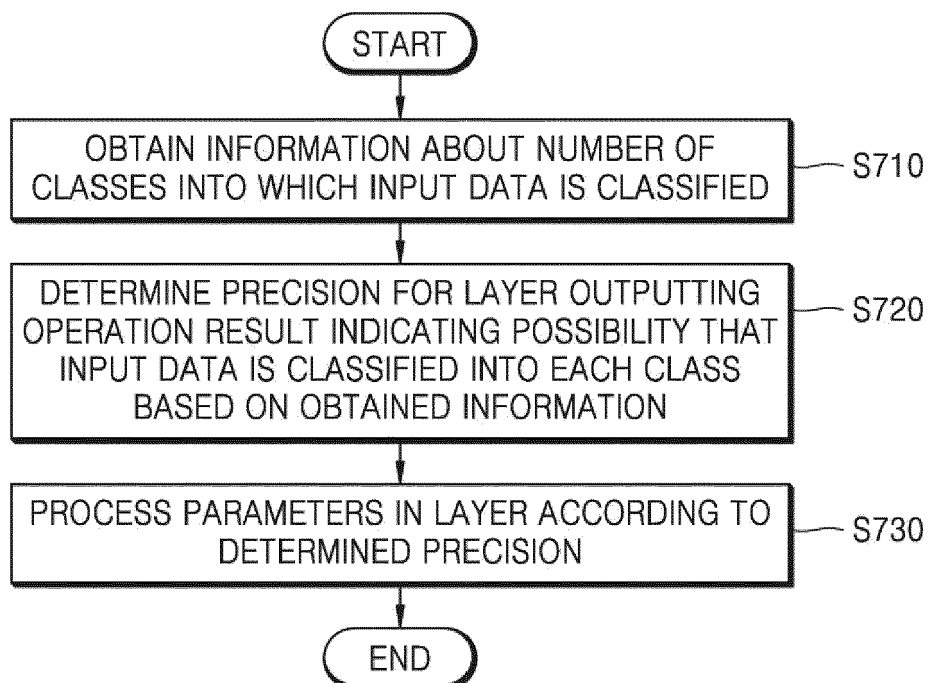 START
OBTAIN INFORMATION ABOUT NUMBER OF
CLASSES INTO WHICH INPUT DATA IS CLASSIFIED
S710
DETERMINE PRECISION FOR LAYER OUTPUTTING
OPERATION RESULT INDICATING POSSIBILITY THAT
INPUT DATA IS CLASSIFIED INTO EACH CLASS
BASED ON OBTAINED INFORMATION
S720
PROCESS PARAMETERS IN LAYER ACCORDING TO
DETERMINED PRECISION
S730
END